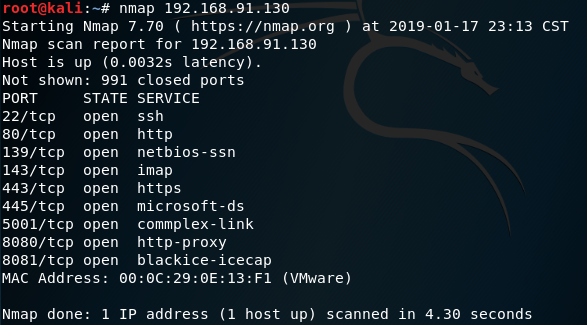 root@kali:~# nmap 192.168.91.130
Starting Nmap 7.70 ( https://nmap.org ) at 2019-01-17 23:13 CST
Nmap scan report for 192.168.91.130
Host is up (0.0032s latency).
Not shown: 991 closed ports
PORT     STATE SERVICE
22/tcp   open  ssh
80/tcp   open  http
139/tcp  open  netbios-ssn
143/tcp  open  imap
443/tcp  open  https
445/tcp  open  microsoft-ds
5001/tcp open  commplex-link
8080/tcp open  http-proxy
8081/tcp open  blackice-icecap
MAC Address: 00:0C:29:0E:13:F1 (VMware)
Nmap done: 1 IP address (1 host up) scanned in 4.30 seconds